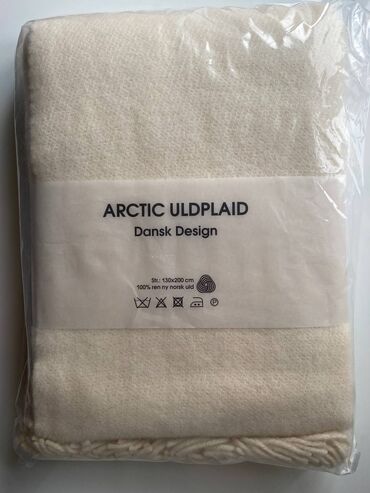 ARCTIC ULDPLAID
Dansk Design
Str.: 130x200 cm
100% ren ny norsk uld
P